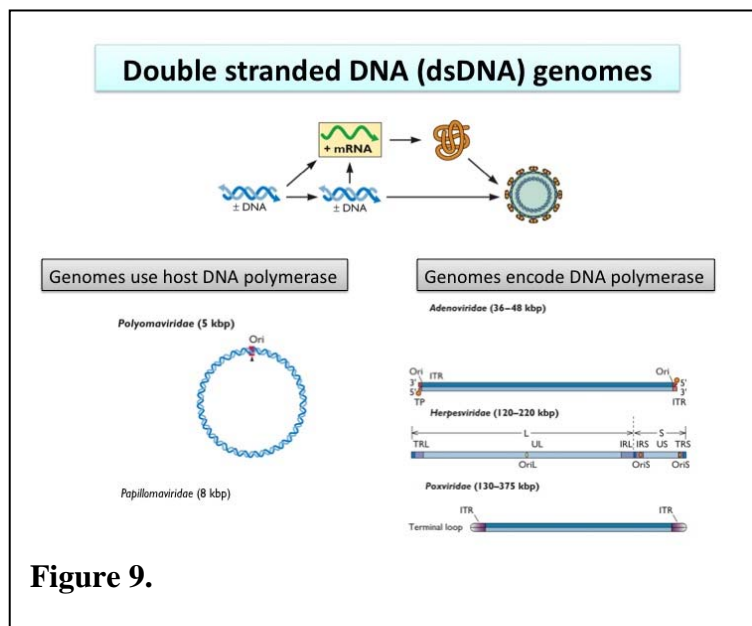 Double stranded DNA (dsDNA) genomes
+ mRNA
± DNA
± DNA
Genomes use host DNA polymerase
Polyomaviridae (5 kbp)
Ori
Papillomaviridae (8 kbp)
Genomes encode DNA polymerase
Adenoviridae (36–48 kbp)
Ori ITR Ori
3' 5'
5' 3'
TP ITR
Herpesviridae (120–220 kbp)
L S
TRL UL IRL IRS US TRS
OriL OriS OriS
Poxviridae (130–375 kbp)
ITR ITR
Terminal loop
Figure 9.